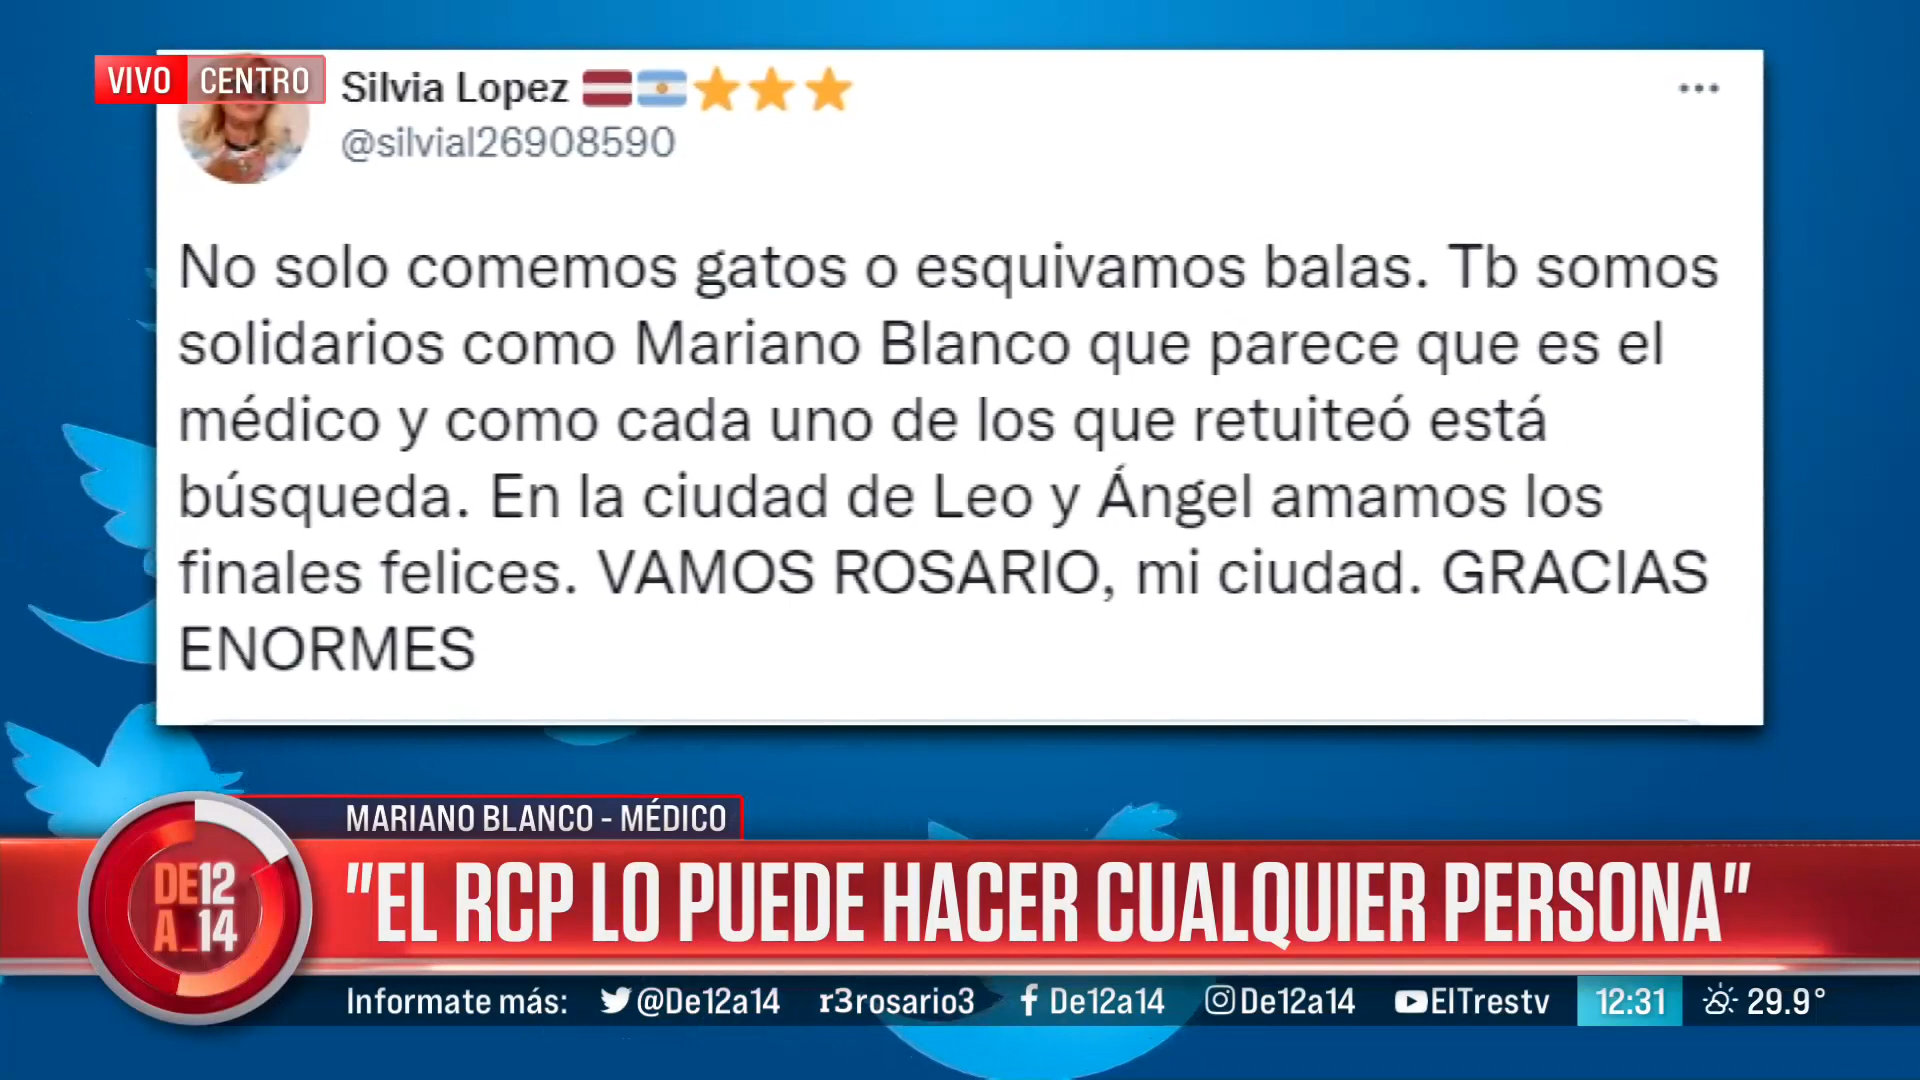 VIVO CENTRO
Silvia Lopez
@silvial26908590
No solo comemos gatos o esquivamos balas. Tb somos
solidarios como Mariano Blanco que parece que es el
médico y como cada uno de los que retuiteó está
búsqueda. En la ciudad de Leo y Ángel amamos los
finales felices. VAMOS ROSARIO, mi ciudad. GRACIAS
ENORMES
MARIANO BLANCO - MÉDICO
"EL RCP LO PUEDE HACER CUALQUIER PERSONA"
DE12
A_14
Informate más: @De12a14 r3rosario3 De12a14 De12a14 ElTrestv 12:31 29.9°